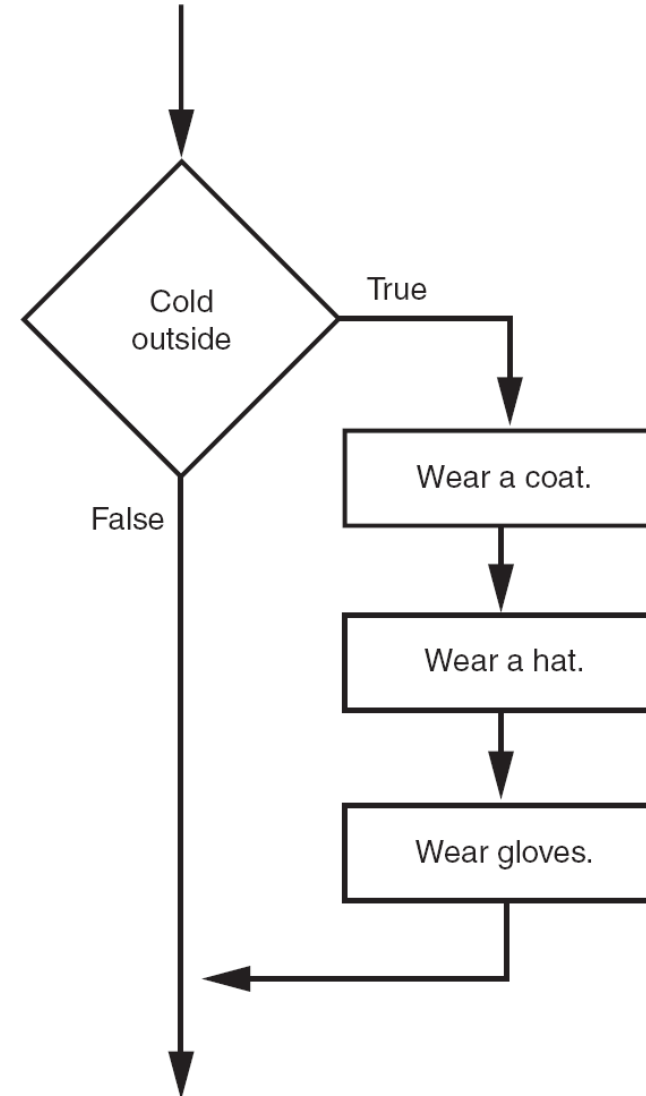 Cold
outside
True
Wear a coat.
False
Wear a hat.
Wear gloves.